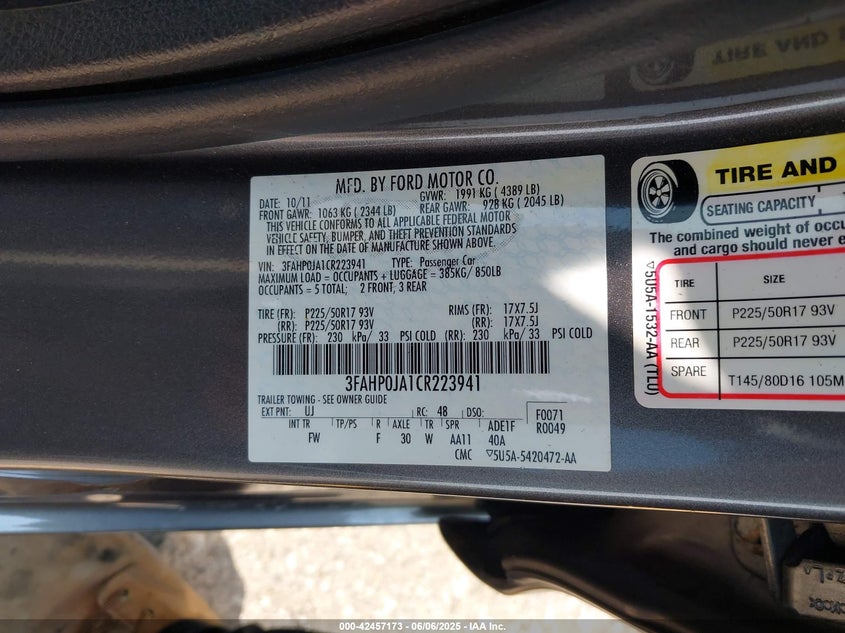 MFD. BY FORD MOTOR CO.
DATE: 10/11 GVWR: 1991 KG ( 4389 LB)
FRONT GAWR: 1063 KG ( 2344 LB) REAR GAWR: 928 KG ( 2045 LB)
THIS VEHICLE CONFORMS TO ALL APPLICABLE FEDERAL MOTOR
VEHICLE SAFETY, BUMPER, AND THEFT PREVENTION STANDARDS
IN EFFECT ON THE DATE OF MANUFACTURE SHOWN ABOVE.
VIN: 3FAHP0JA1CR223941 TYPE: Passenger Car
MAXIMUM LOAD = OCCUPANTS + LUGGAGE = 385KG/ 850LB
OCCUPANTS = 5 TOTAL; 2 FRONT; 3 REAR
TIRE (FR): P225/50R17 93V RIMS (FR): 17X7.5J
(RR): P225/50R17 93V (RR): 17X7.5J
PRESSURE (FR): 230 kPa/ 33 PSI COLD (RR): 230 kPa/ 33 PSI COLD
3FAHP0JA1CR223941
TRAILER TOWING - SEE OWNER GUIDE
EXT PNT: UJ RC: 48 DSO: F0071
INT TR TP/PS R AXLE TR SPR ADE1F R0049
FW F 30 W AA11 40A
CMC ▽5U5A-5420472-AA
TIRE AND
SEATING CAPACITY
The combined weight of occu
and cargo should never e
▽5U5A-1532-AA (TL0)
TIRE SIZE
FRONT P225/50R17 93V
REAR P225/50R17 93V
SPARE T145/80D16 105M
TIRE AND
000-42457173 - 06/06/2025 - IAA Inc.